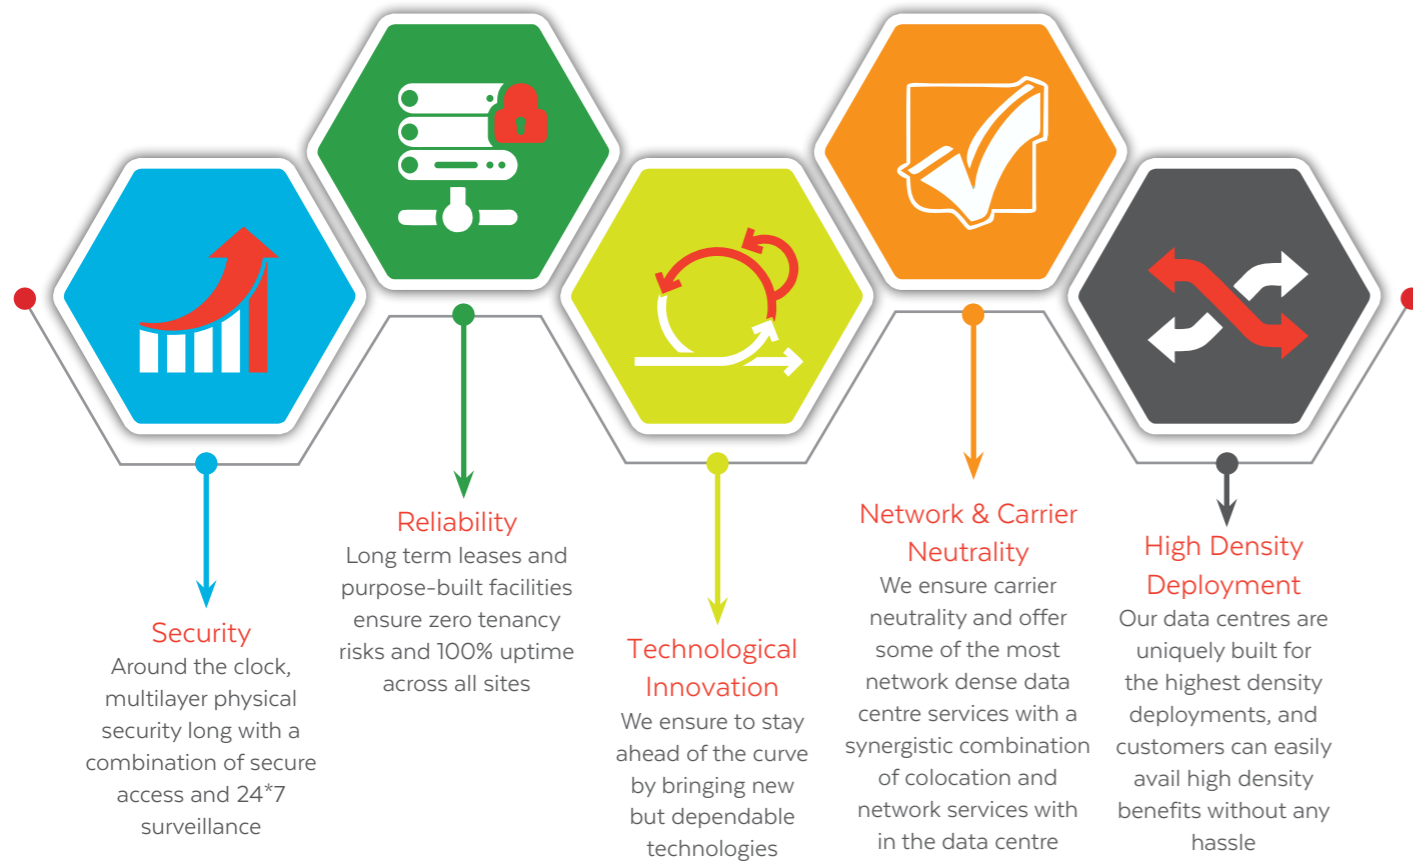 Security
Around the clock,
multilayer physical
security long with a
combination of secure
access and 24*7
surveillance
Reliability
Long term leases and
purpose-built facilities
ensure zero tenancy
risks and 100% uptime
across all sites
Technological
Innovation
We ensure to stay
ahead of the curve
by bringing new
but dependable
technologies
Network & Carrier
Neutrality
We ensure carrier
neutrality and offer
some of the most
network dense data
centre services with a
synergistic combination
of colocation and
network services with
in the data centre
High Density
Deployment
Our data centres are
uniquely built for
the highest density
deployments, and
customers can easily
avail high density
benefits without any
hassle